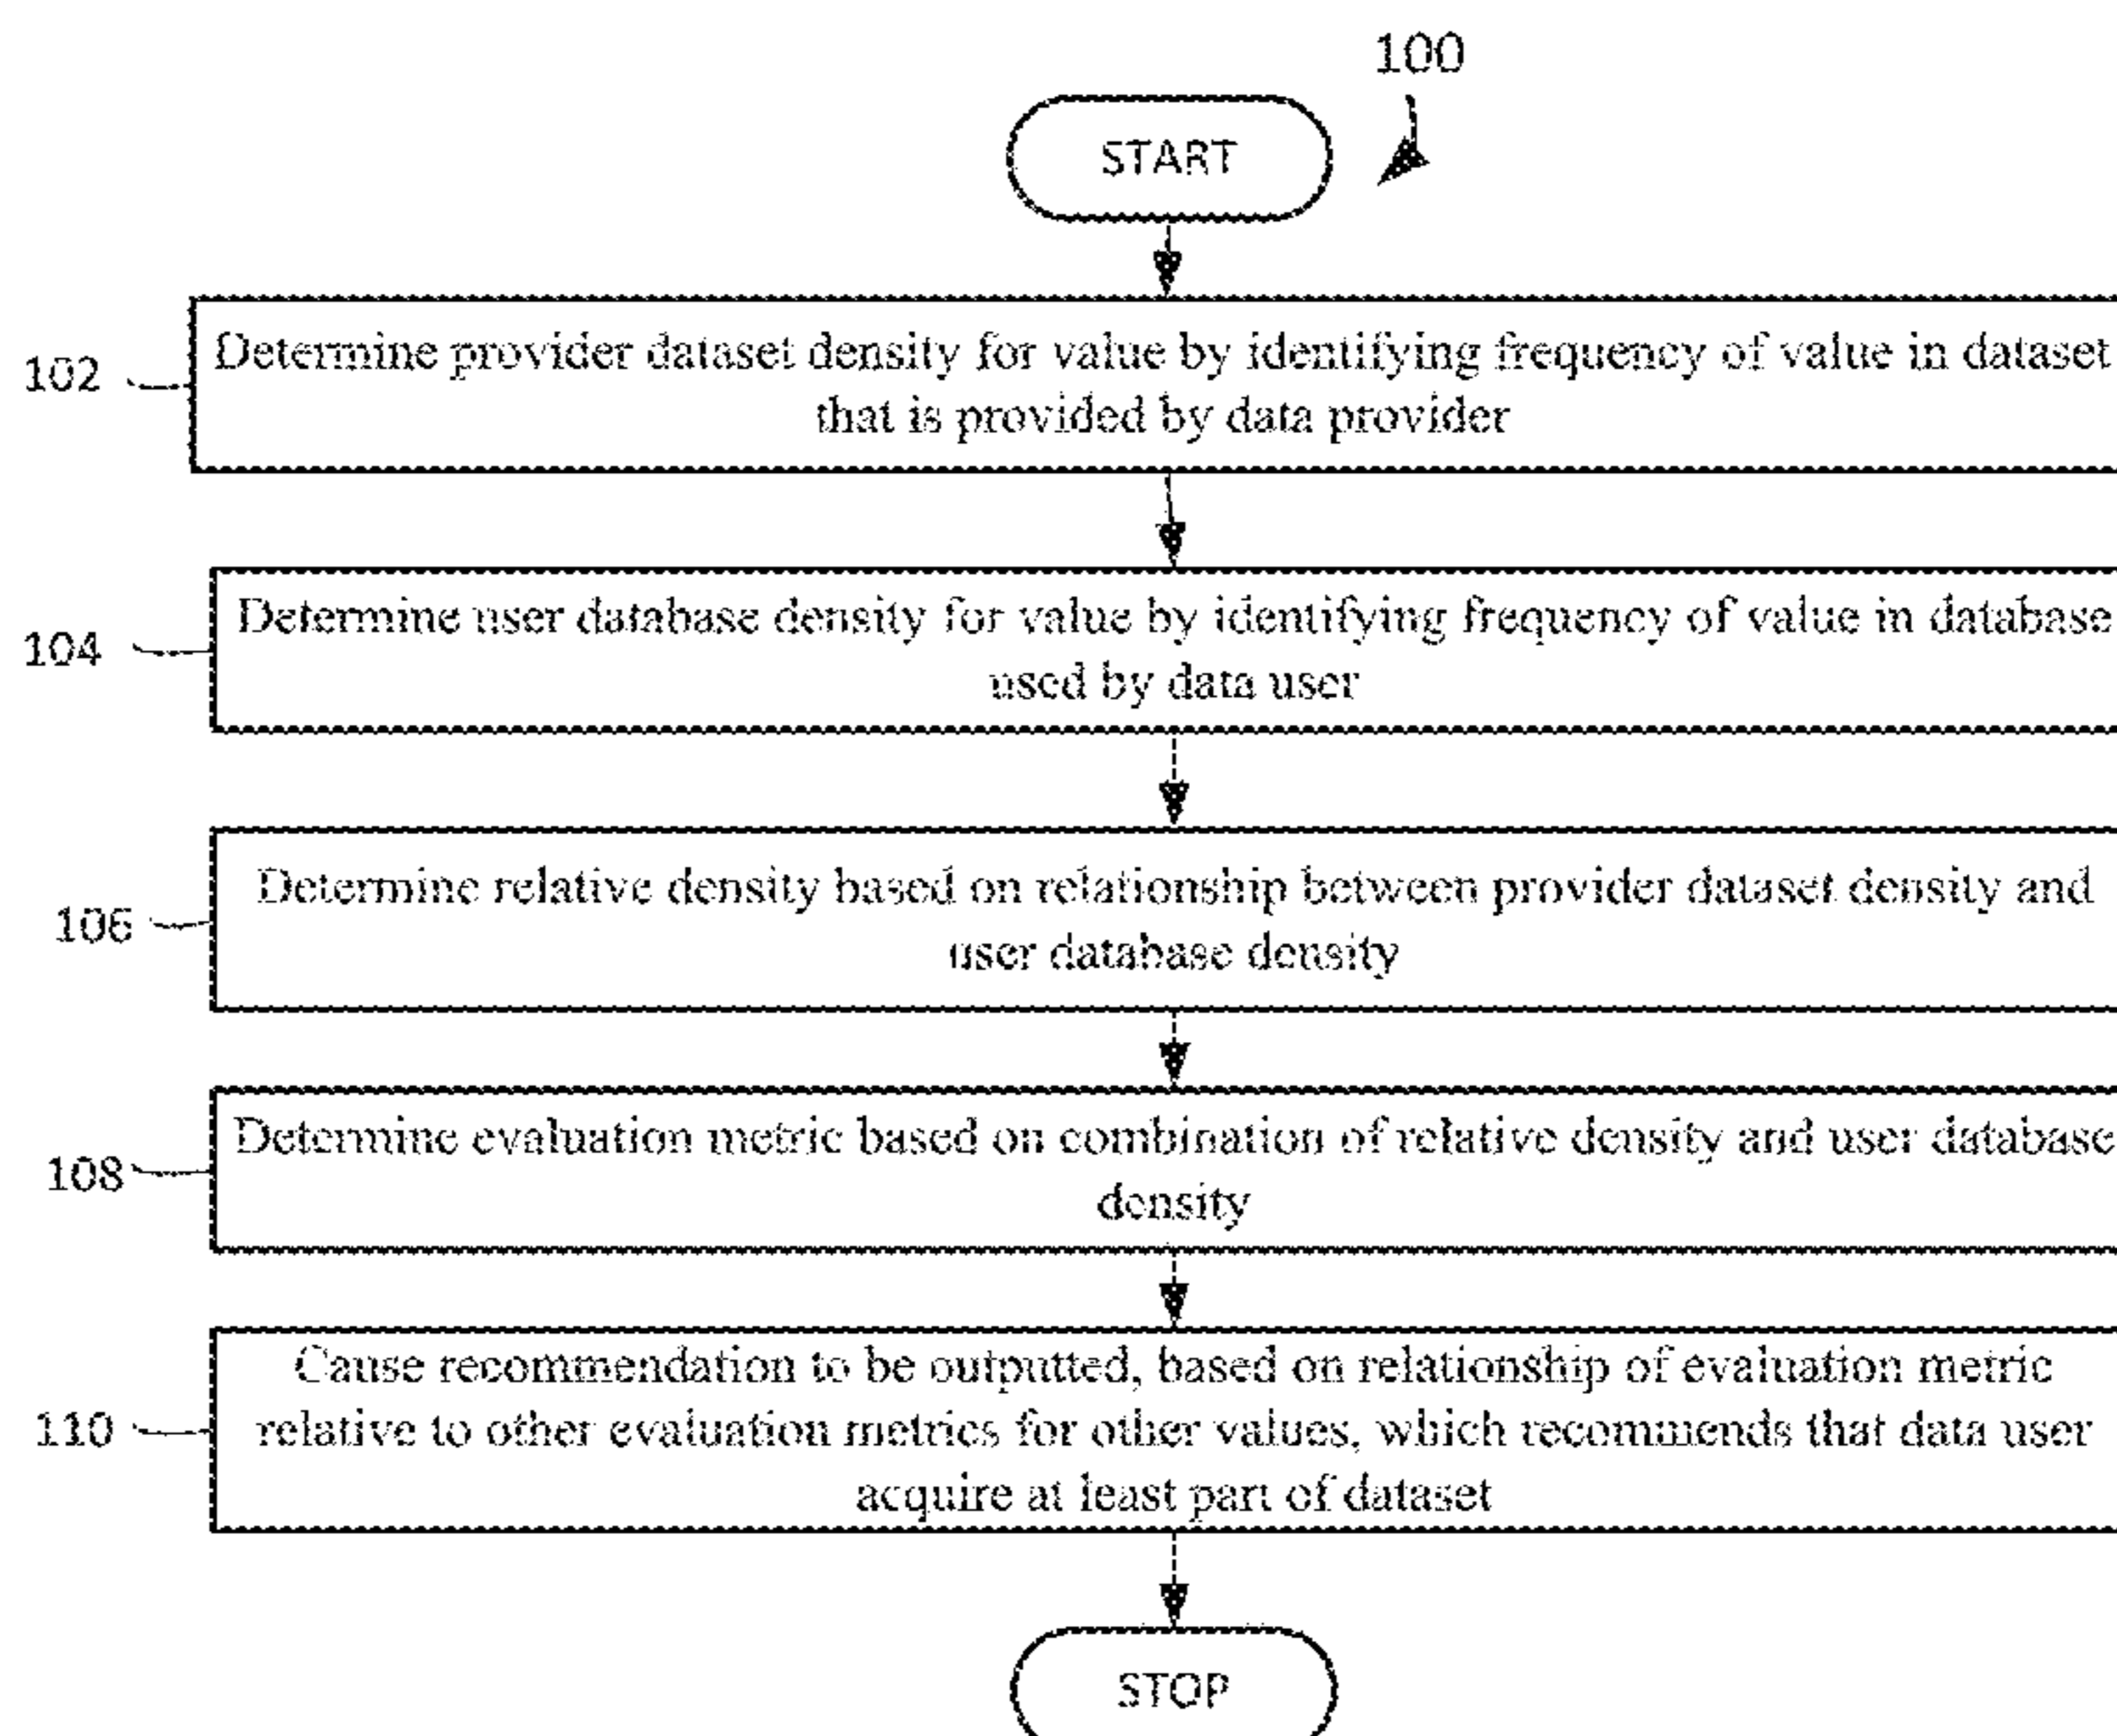 100
START
102
Determine provider dataset density for value by identifying frequency of value in dataset
that is provided by data provider
104
Determine user database density for value by identifying frequency of value in database
used by data user
106
Determine relative density based on relationship between provider dataset density and
user database density
108
Determine evaluation metric based on combination of relative density and user database
density
110
Cause recommendation to be outputted, based on relationship of evaluation metric
relative to other evaluation metrics for other values, which recommends that data user
acquire at least part of dataset
STOP